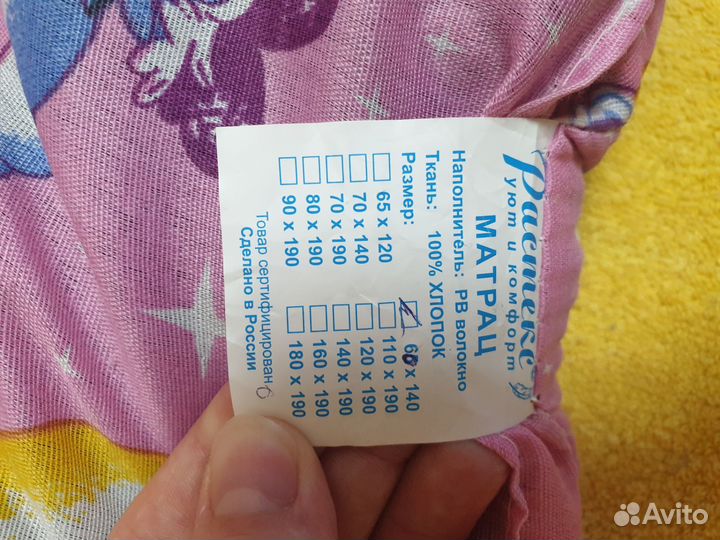 Растекс
уют и комфорт
МАТРАЦ
Наполнитель: РВ волокно
Ткань: 100% ХЛОПОК
Размер: 60 х 140
65 х 120 110 х 190
70 х 140 120 х 190
70 х 190 140 х 190
80 х 190 160 х 190
90 х 190 180 х 190
Товар сертифицирован
Сделано в России
Avito